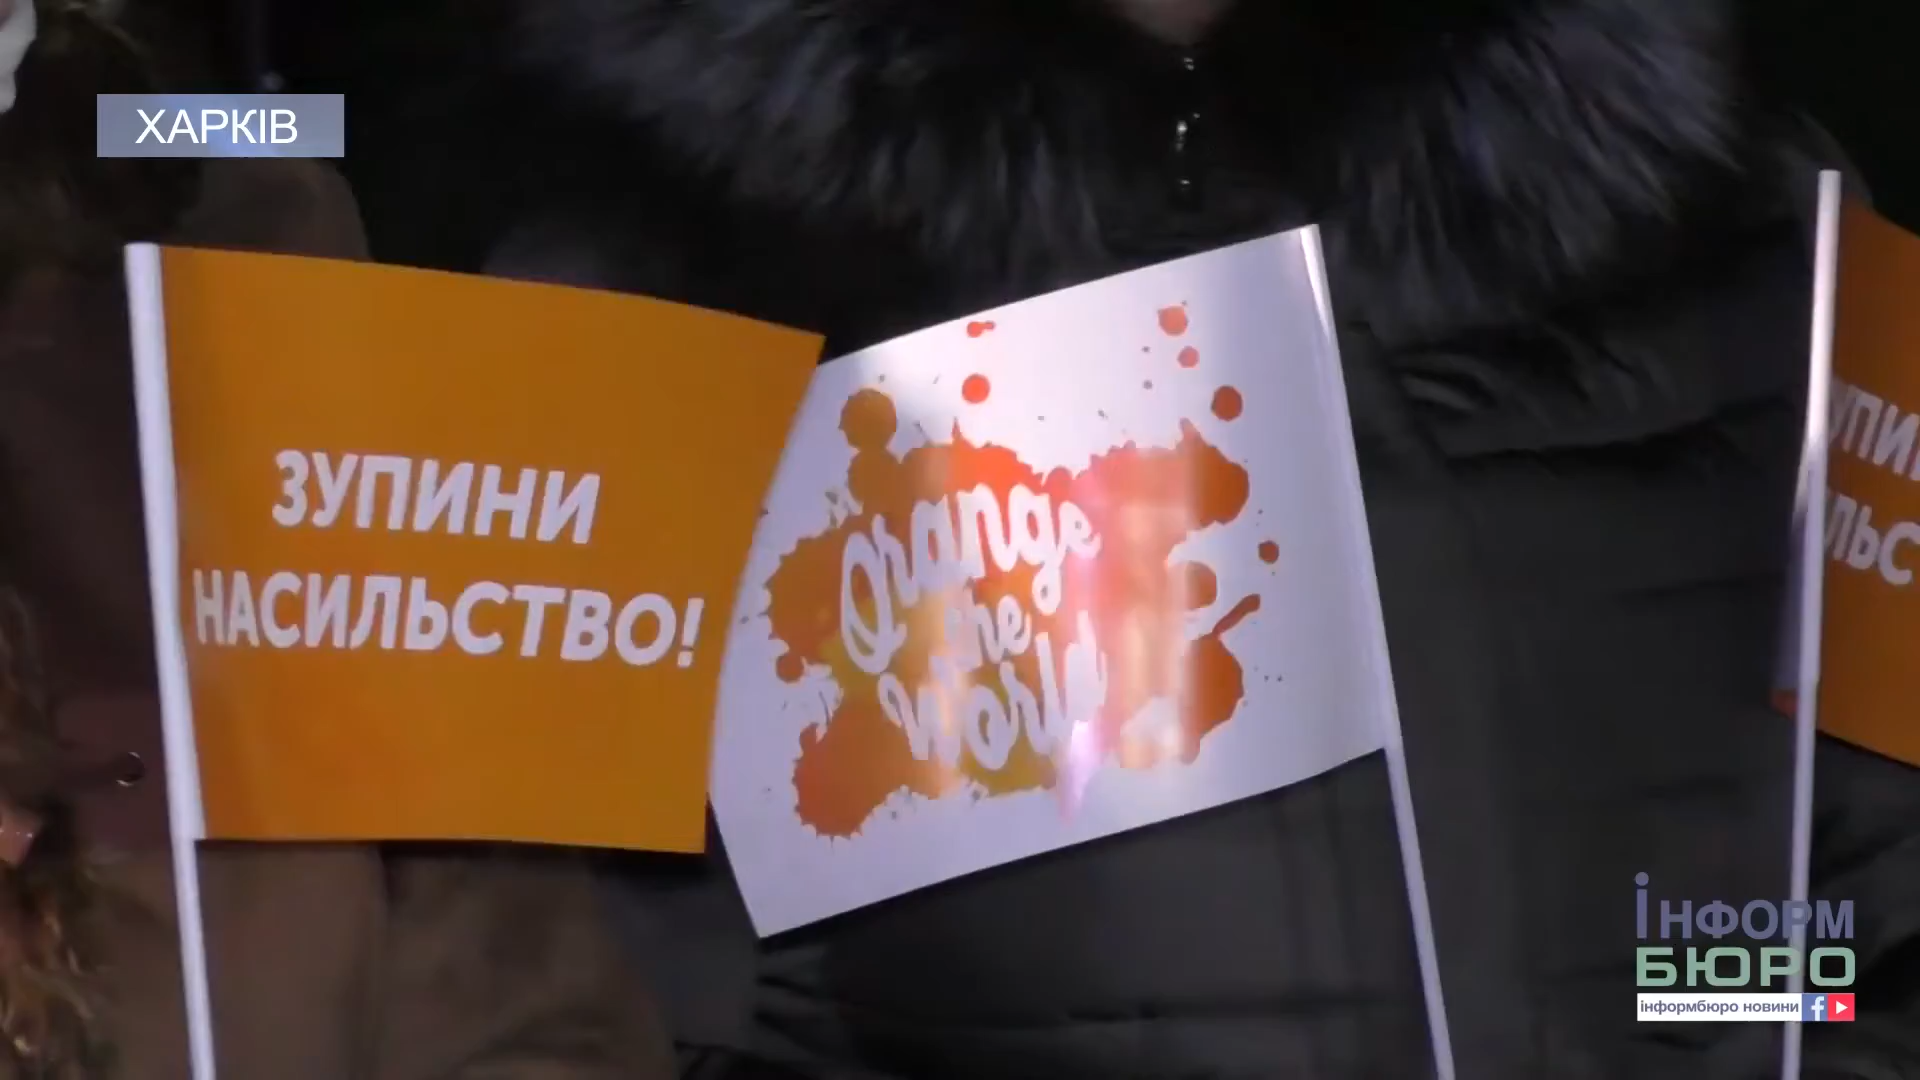 ХАРКІВ
ЗУПИНИ
НАСИЛЬСТВО!
Orange
the
World
ІНФОРМ
БЮРО
інформбюро новини